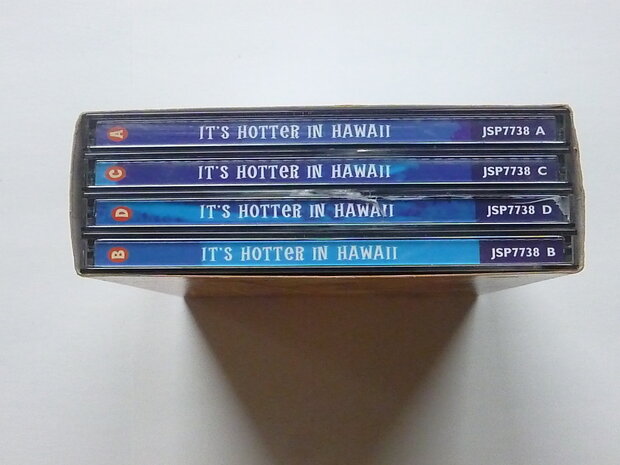 A IT'S HOTTER IN HAWAII JSP7738 A
C IT'S HOTTER IN HAWAII JSP7738 C
D IT'S HOTTER IN HAWAII JSP7738 D
B IT'S HOTTER IN HAWAII JSP7738 B